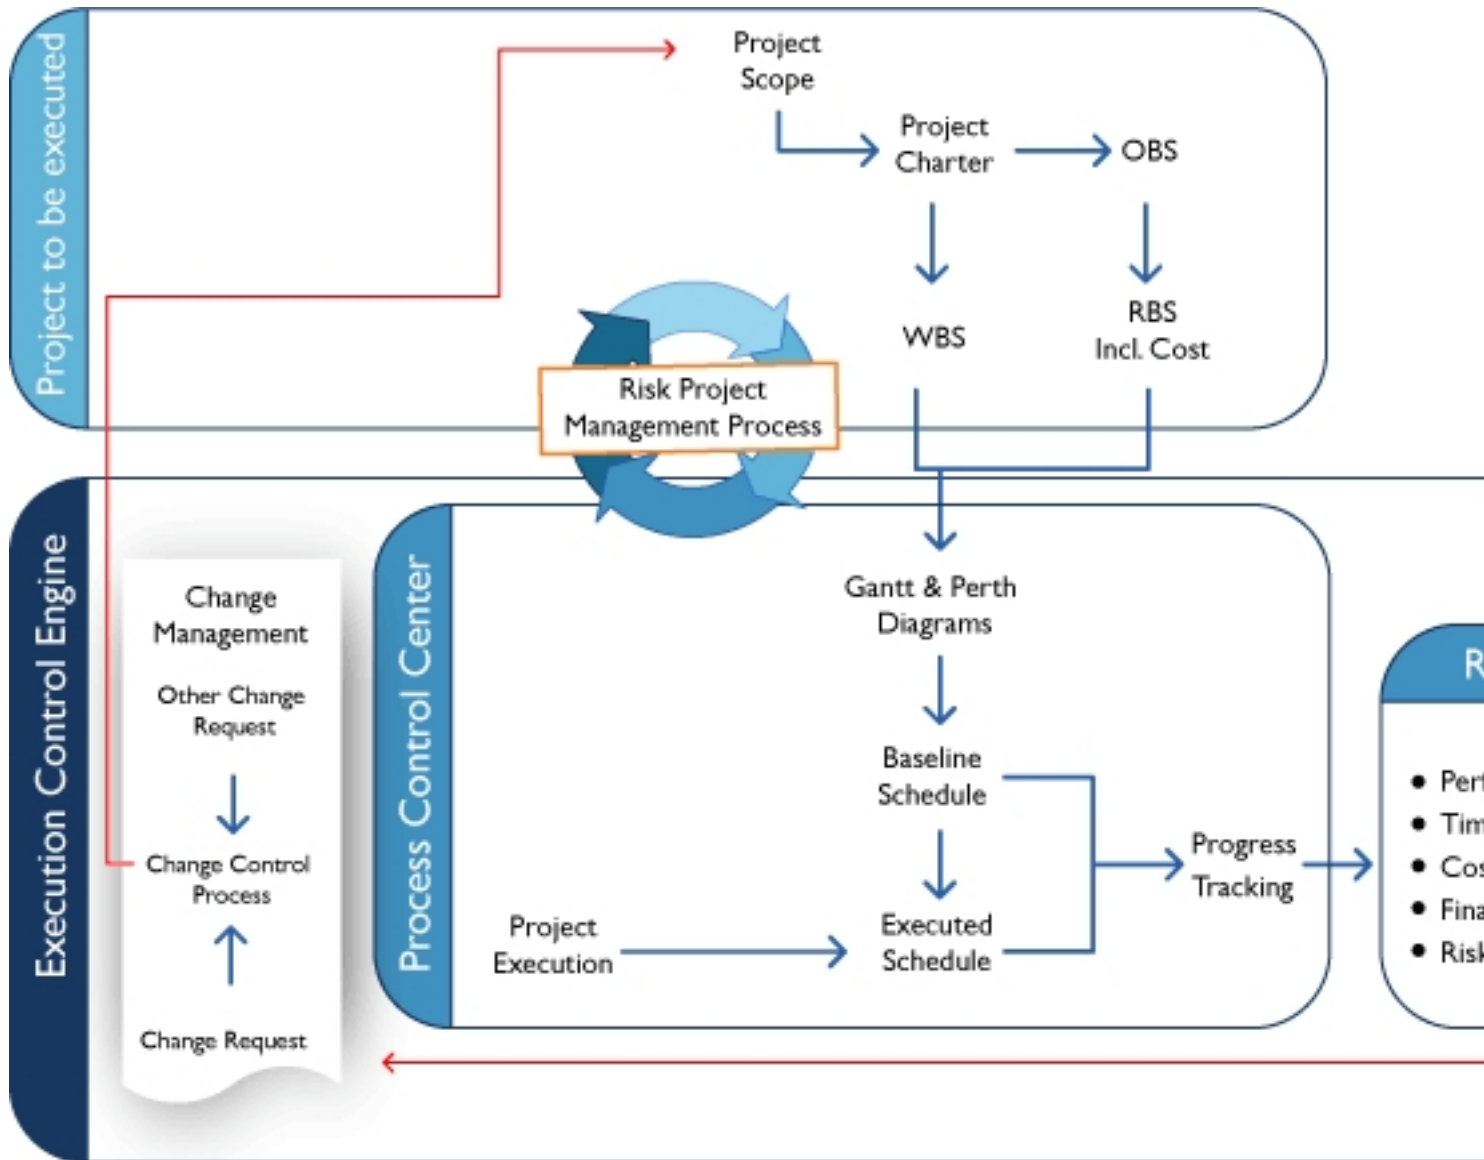 Project to be executed
Project
Scope
Project
Charter
OBS
WBS
RBS
Incl. Cost
Risk Project
Management Process
Execution Control Engine
Change
Management
Other Change
Request
Change Control
Process
Change Request
Process Control Center
Gantt & Perth
Diagrams
Baseline
Schedule
Project
Execution
Executed
Schedule
Progress
Tracking